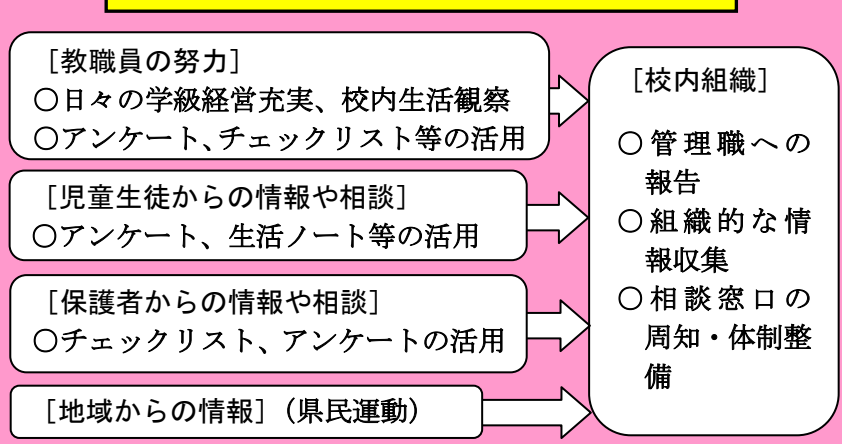 ［教職員の努力］
○日々の学級経営充実、校内生活観察
○アンケート、チェックリスト等の活用
［児童生徒からの情報や相談］
○アンケート、生活ノート等の活用
［保護者からの情報や相談］
○チェックリスト、アンケートの活用
［地域からの情報］（県民運動）
［校内組織］
○管理職への
報告
○組織的な情
報収集
○相談窓口の
周知・体制整
備